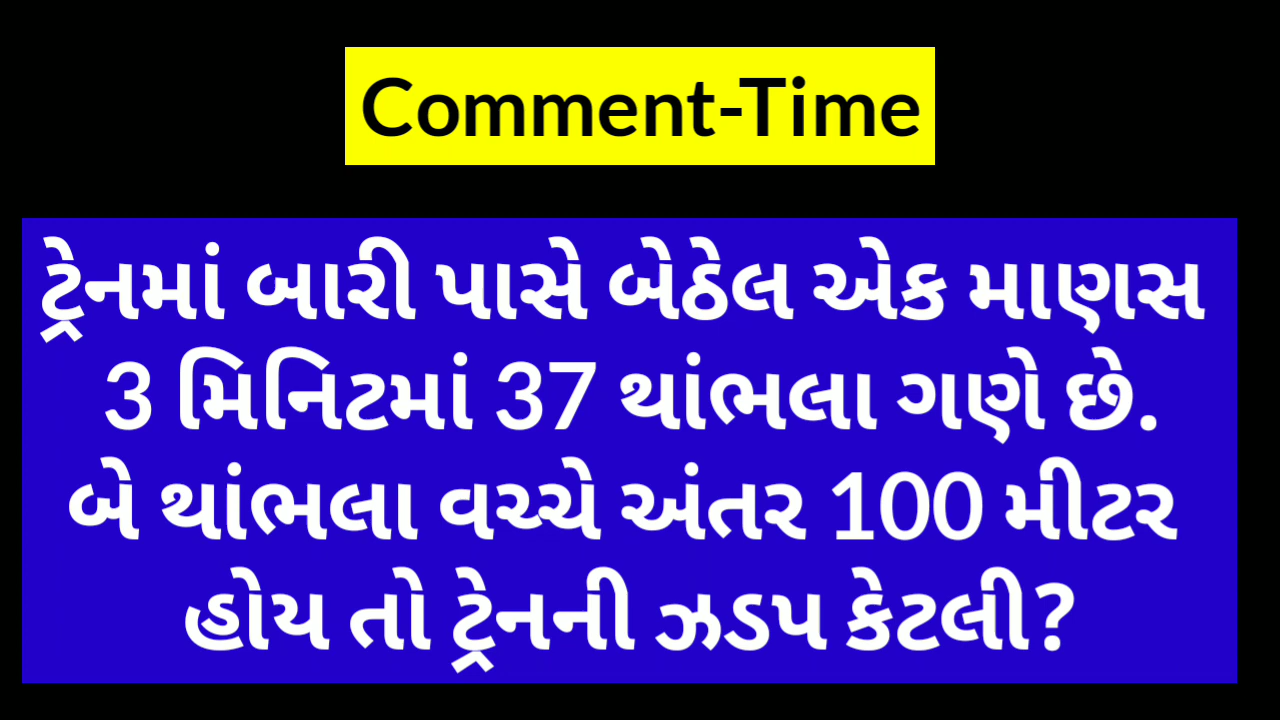 Comment-Time
ટ્રેનમાં બારી પાસે બેઠેલ એક માણસ
3 મિનિટમાં 37 થાંભલા ગણે છે.
બે થાંભલા વચ્ચે અંતર 100 મીટર
હોય તો ટ્રેનની ઝડપ કેટલી?